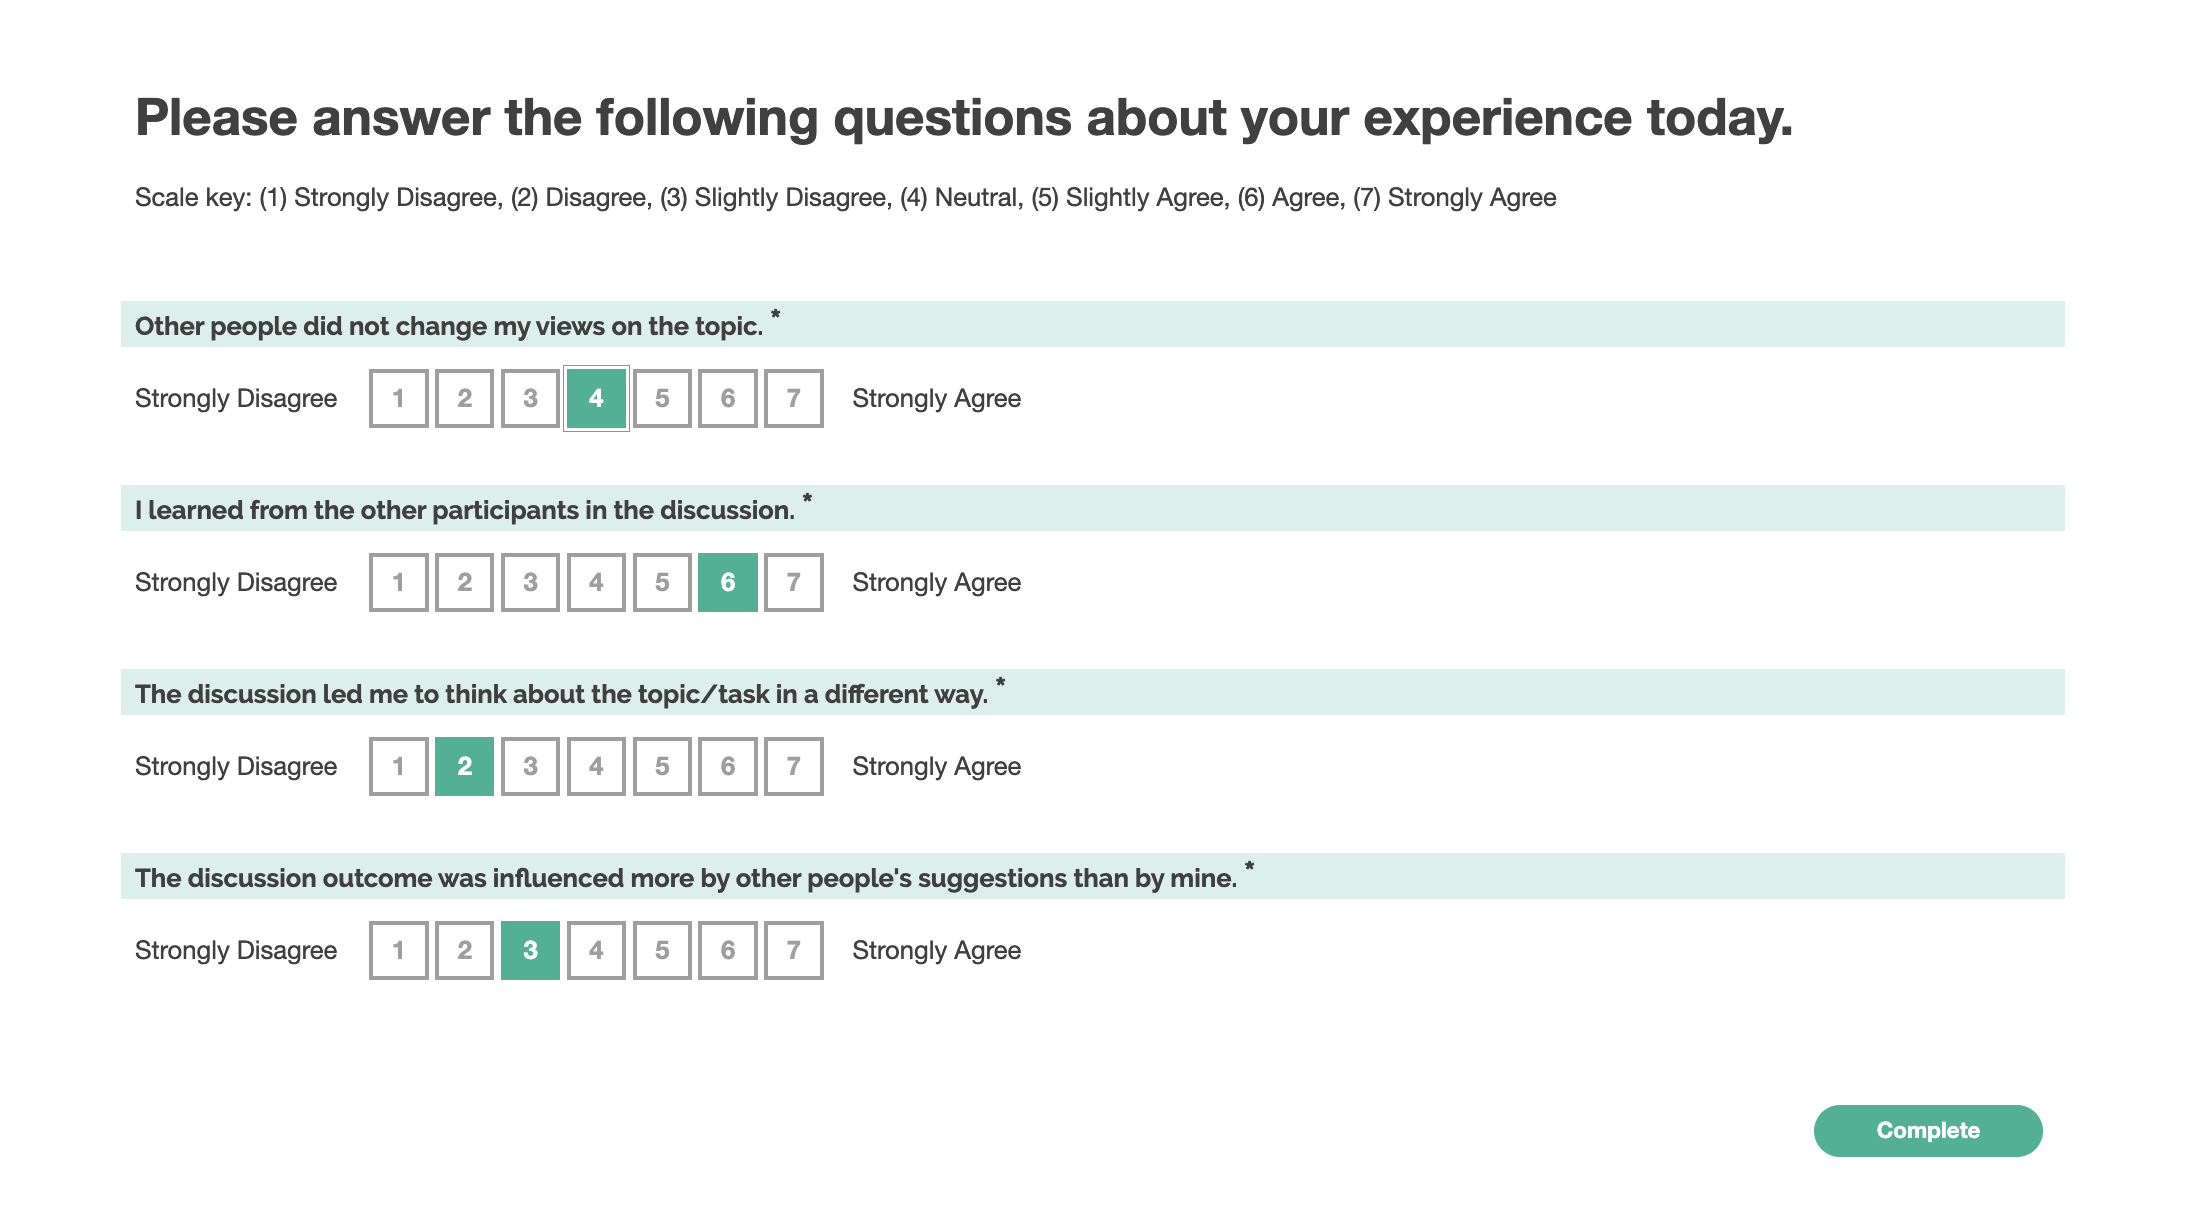 Please answer the following questions about your experience today.
Scale key: (1) Strongly Disagree, (2) Disagree, (3) Slightly Disagree, (4) Neutral, (5) Slightly Agree, (6) Agree, (7) Strongly Agree
Other people did not change my views on the topic. *
Strongly Disagree 1 2 3 4 5 6 7 Strongly Agree
I learned from the other participants in the discussion. *
Strongly Disagree 1 2 3 4 5 6 7 Strongly Agree
The discussion led me to think about the topic/task in a different way. *
Strongly Disagree 1 2 3 4 5 6 7 Strongly Agree
The discussion outcome was influenced more by other people's suggestions than by mine. *
Strongly Disagree 1 2 3 4 5 6 7 Strongly Agree
Complete